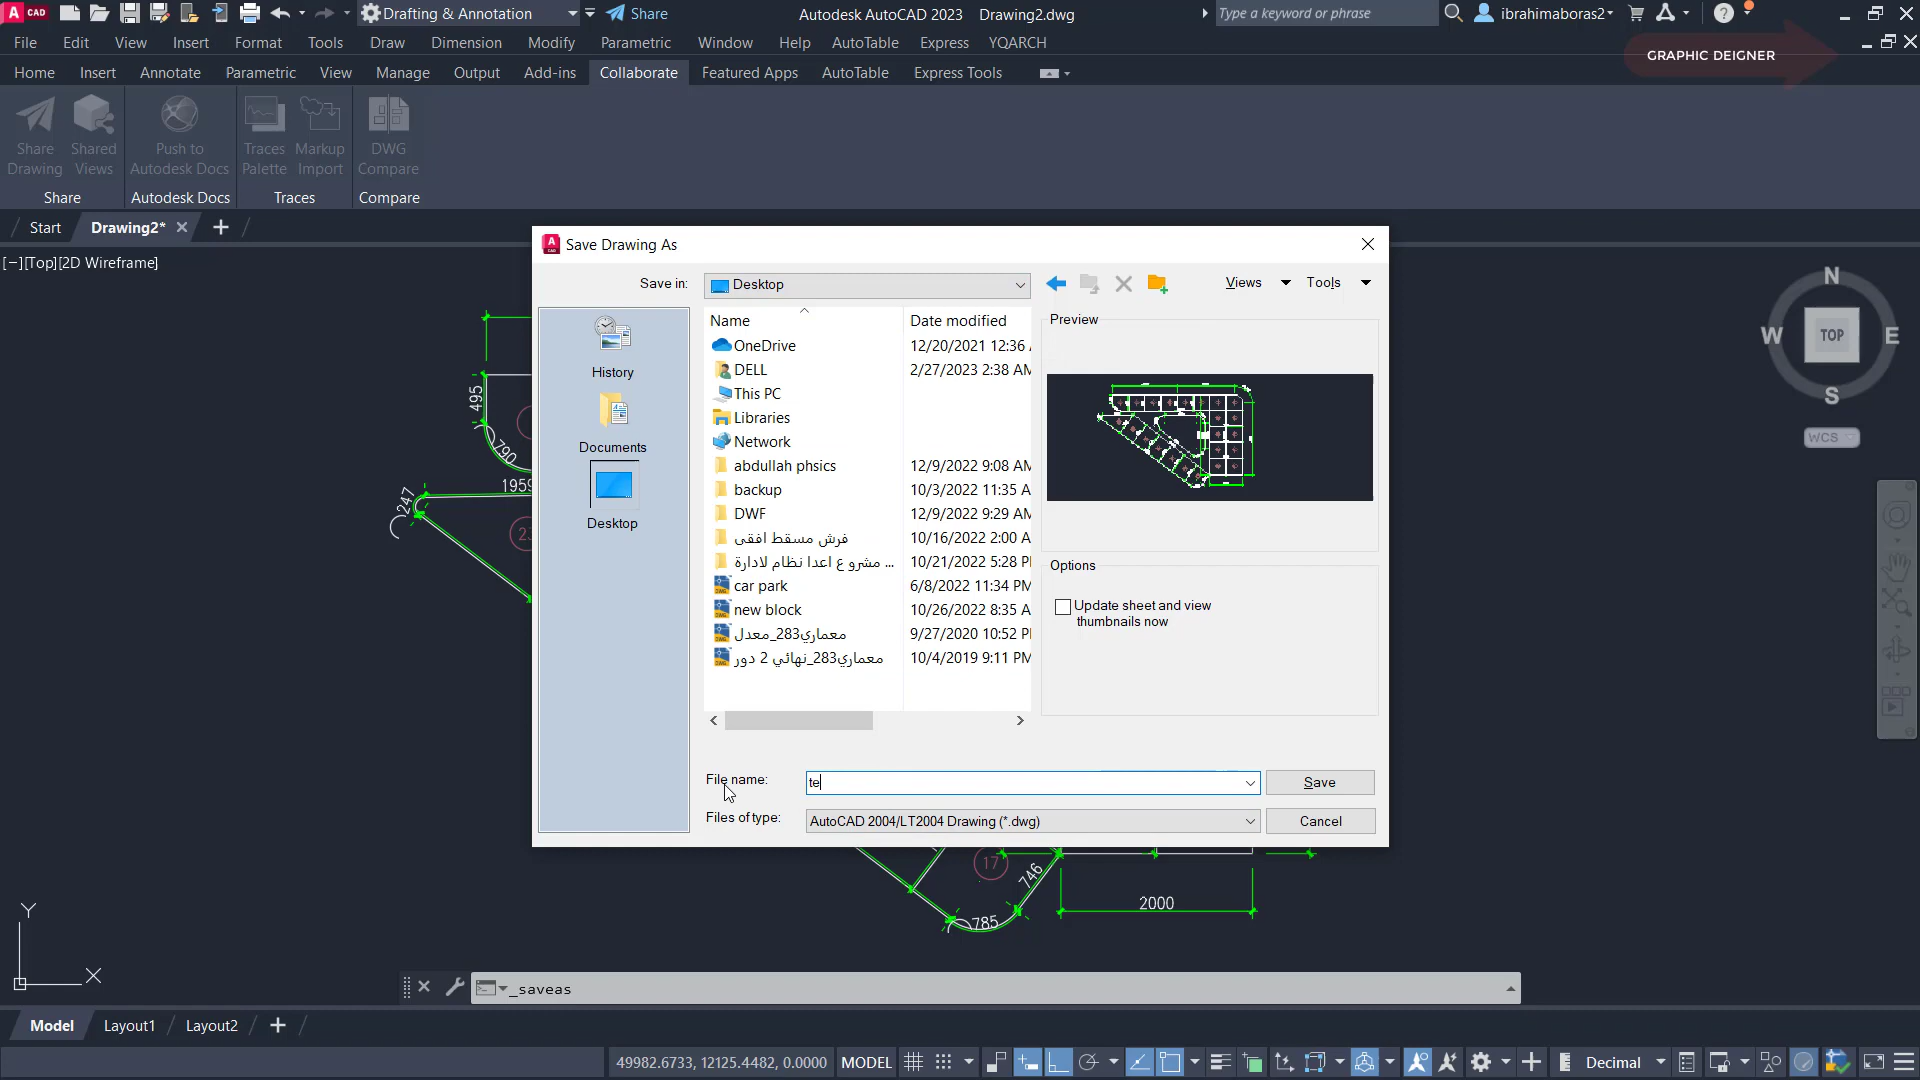 CAD Drafting & Annotation Share Autodesk AutoCAD 2023 Drawing2.dwg Type a keyword or phrase ibrahimaboras2
File Edit View Insert Format Tools Draw Dimension Modify Parametric Window Help AutoTable Express YQARCH
GRAPHIC DEIGNER
Home Insert Annotate Parametric View Manage Output Add-ins Collaborate Featured Apps AutoTable Express Tools
Share Drawing
Shared Views
Push to Autodesk Docs
Traces Palette
Markup Import
DWG Compare
Share Autodesk Docs Traces Compare
Start Drawing2*
[−][Top][2D Wireframe]
Save Drawing As
Save in: Desktop Views Tools
Name Date modified
OneDrive 12/20/2021 12:36
DELL 2/27/2023 2:38 AM
This PC
Libraries
Network
abdullah phsics 12/9/2022 9:08 AM
backup 10/3/2022 11:35 A
DWF 12/9/2022 9:29 AM
فرش مسقط افقى 10/16/2022 2:00 A
مشروع اعدا نظام لادارة ... 10/21/2022 5:28 P
car park 6/8/2022 11:34 PM
new block 10/26/2022 8:35 A
معماري283_معدل 9/27/2020 10:52 P
معماري283_نهائي 2 دور 10/4/2019 9:11 PM
History
Documents
Desktop
Preview
Options
Update sheet and view
thumbnails now
File name: te Save
Files of type: AutoCAD 2004/LT2004 Drawing (*.dwg) Cancel
N
W TOP E
S
WCS
495
790
1959
247
17
746
785
2000
Y
X
_saveas
Model Layout1 Layout2
49982.6733, 12125.4482, 0.0000 MODEL Decimal